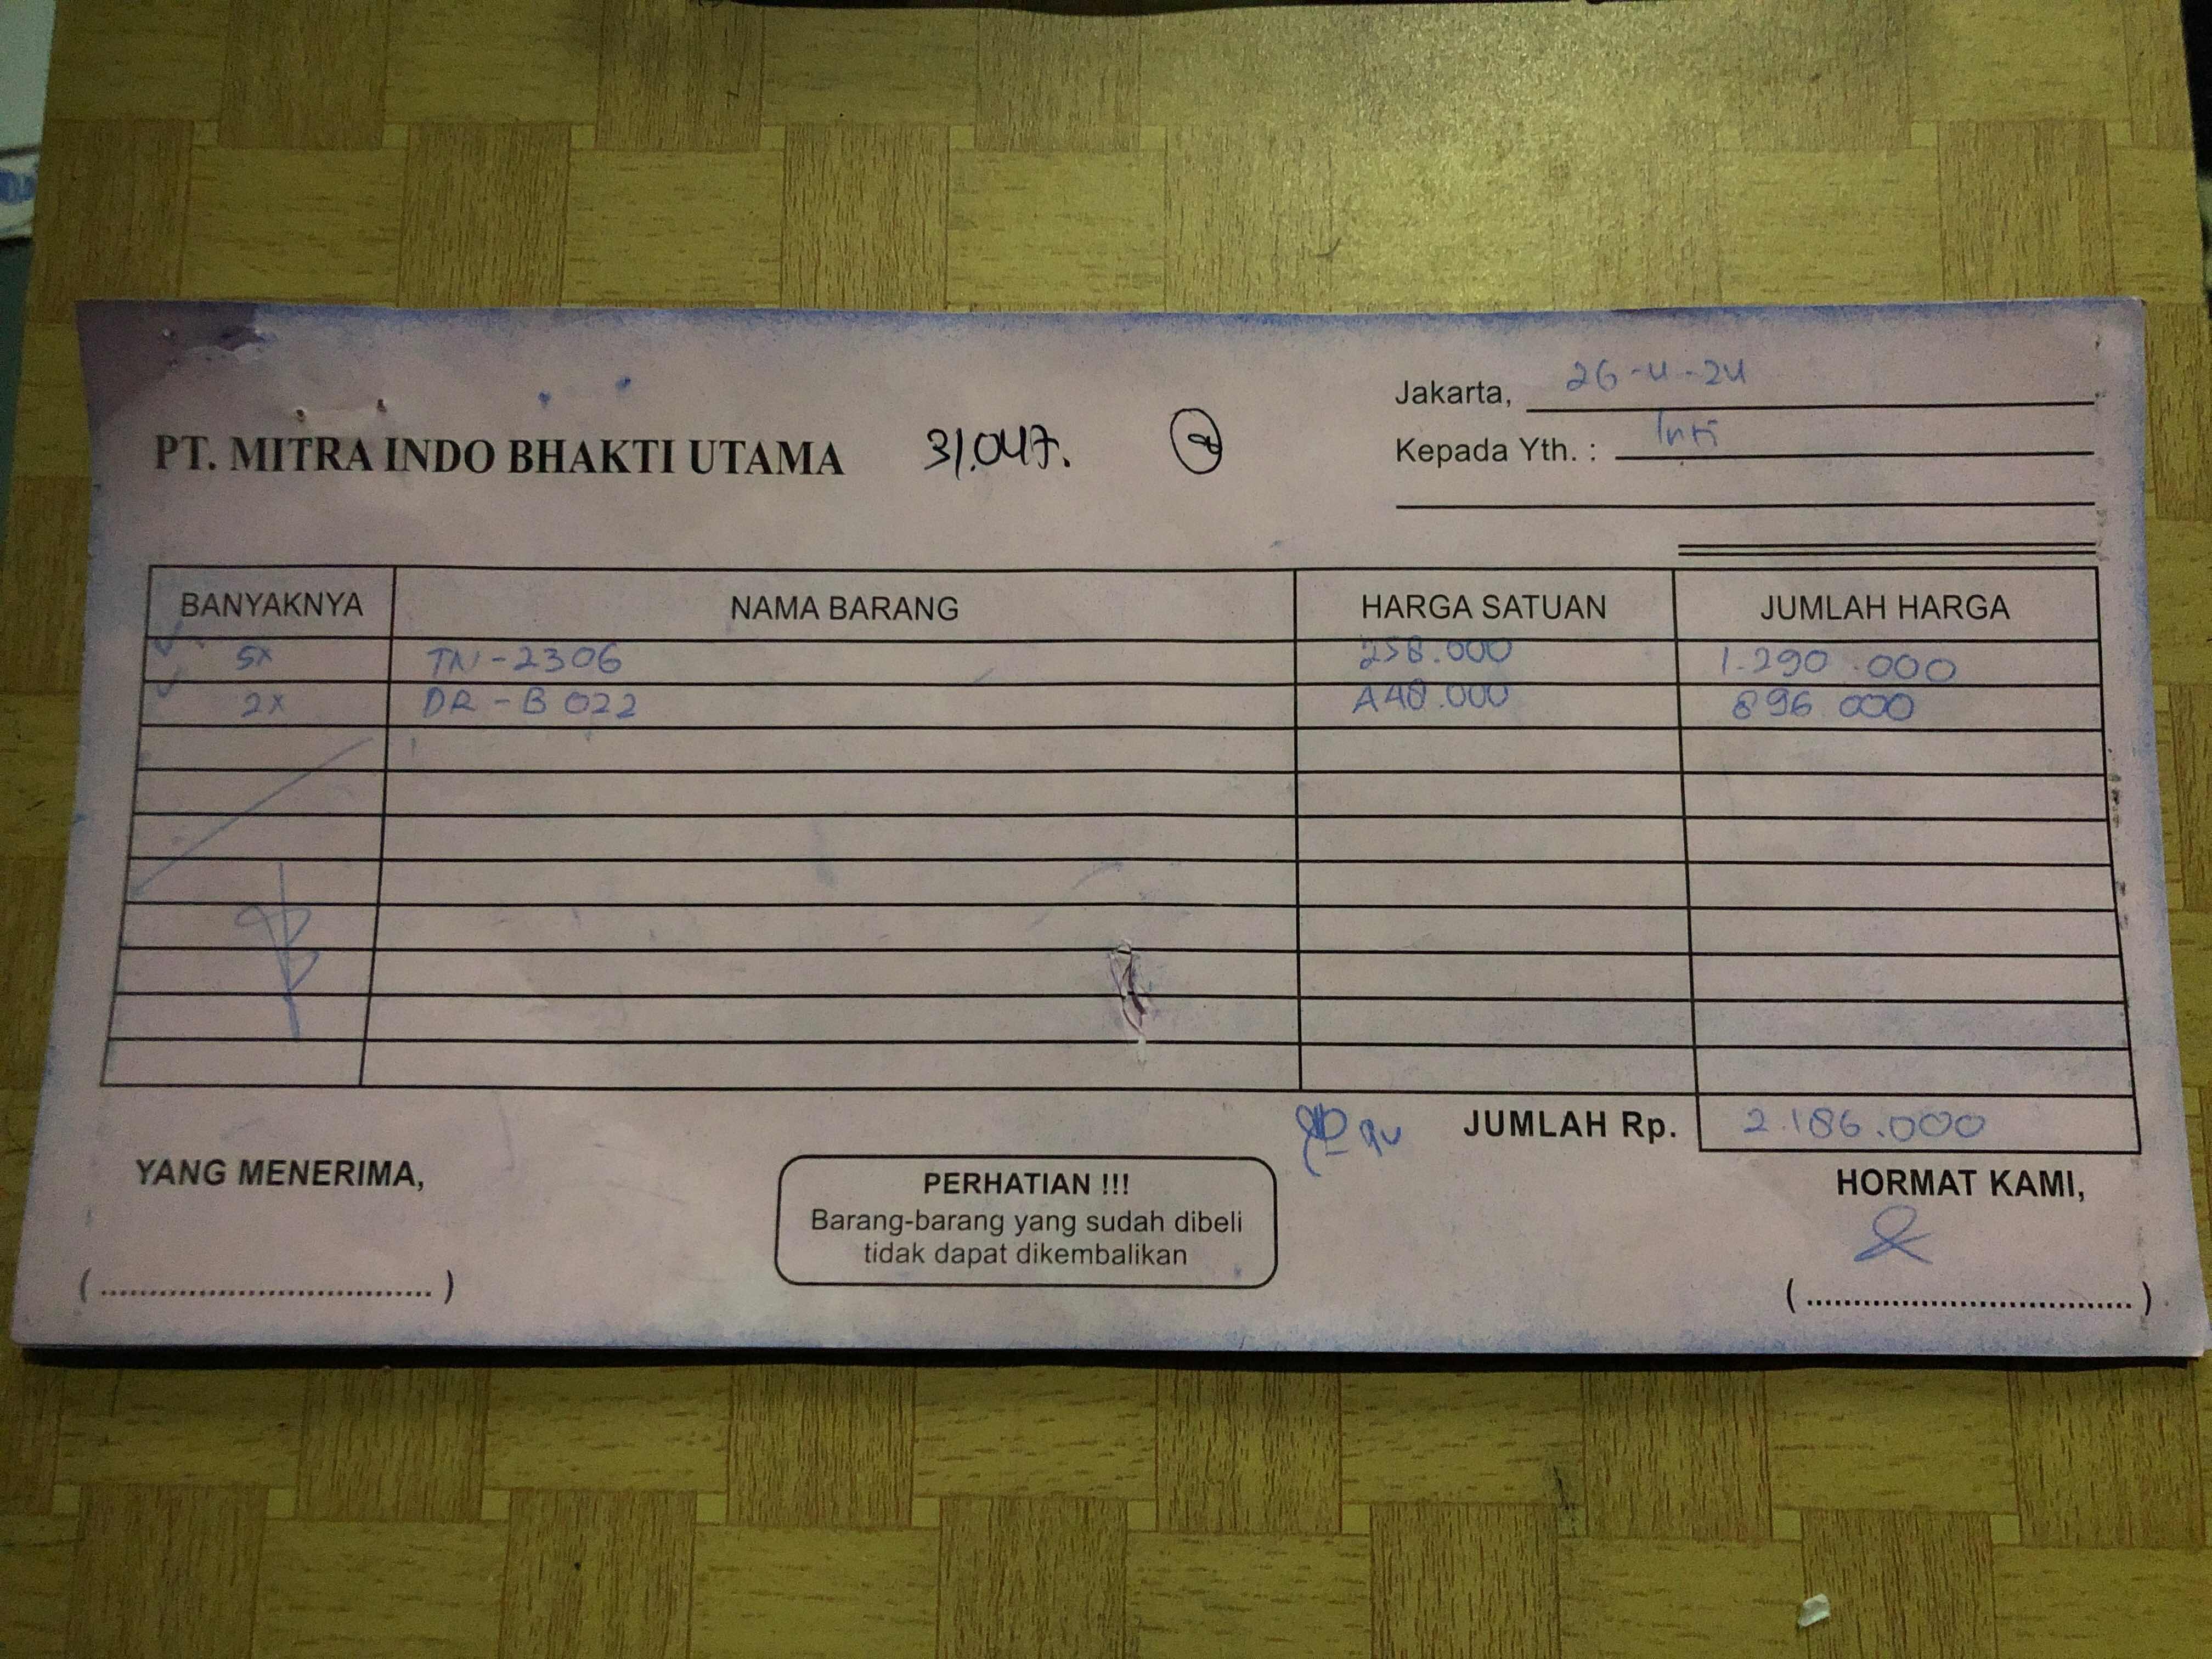 Jakarta, 26-4-24
PT. MITRA INDO BHAKTI UTAMA 31.047.
Kepada Yth. : Inti
BANYAKNYA NAMA BARANG HARGA SATUAN JUMLAH HARGA
5x TN-2306 258.000 1.290.000
2x DR-B022 448.000 896.000
JUMLAH Rp. 2.186.000
YANG MENERIMA,
PERHATIAN !!!
Barang-barang yang sudah dibeli
tidak dapat dikembalikan
HORMAT KAMI,